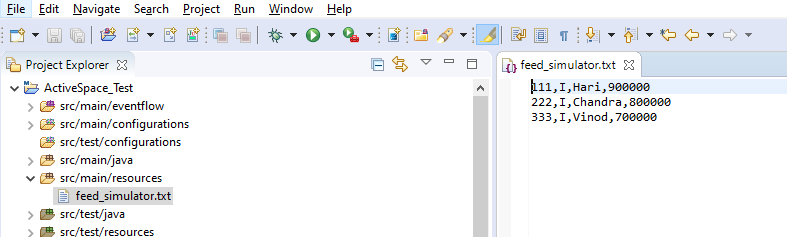 File Edit Navigate Search Project Run Window Help
Project Explorer
ActiveSpace_Test
src/main/eventflow
src/main/configurations
src/test/configurations
src/main/java
src/main/resources
feed_simulator.txt
src/test/java
src/test/resources
feed_simulator.txt
111,I,Hari,900000
222,I,Chandra,800000
333,I,Vinod,700000